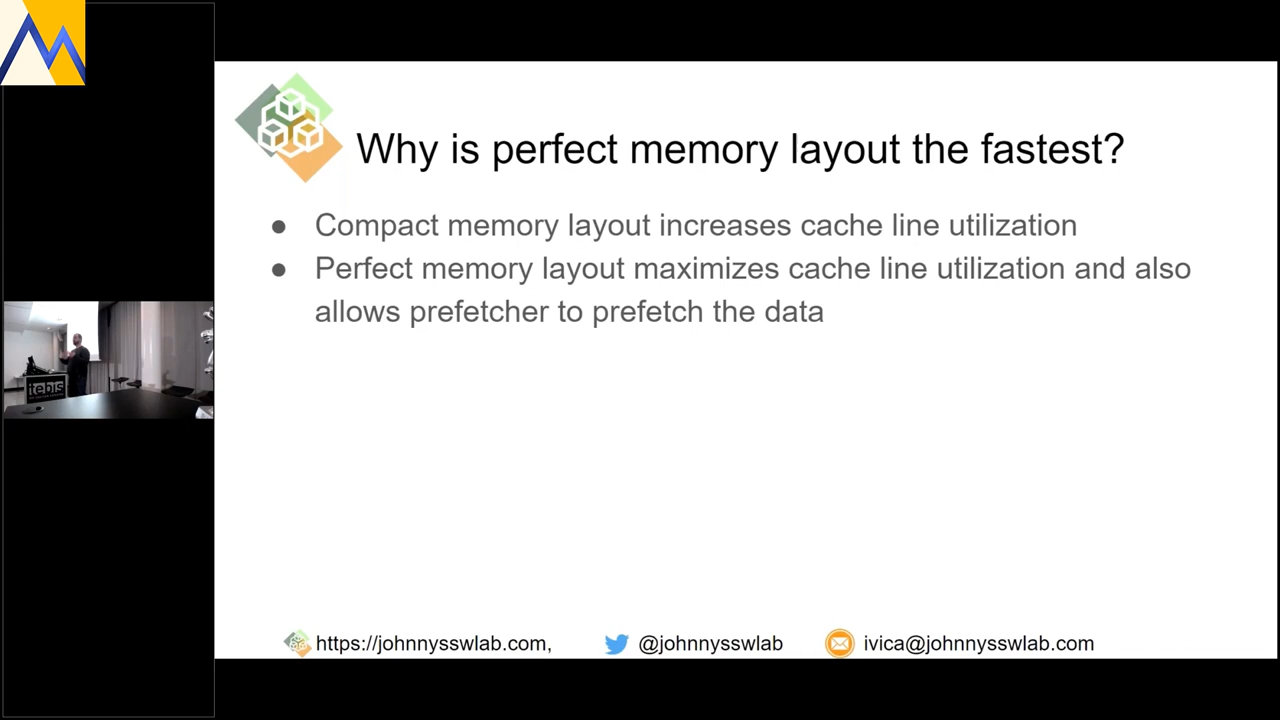 Why is perfect memory layout the fastest?
● Compact memory layout increases cache line utilization
● Perfect memory layout maximizes cache line utilization and also
allows prefetcher to prefetch the data
tebis
https://johnnysswlab.com, @johnnysswlab ivica@johnnysswlab.com